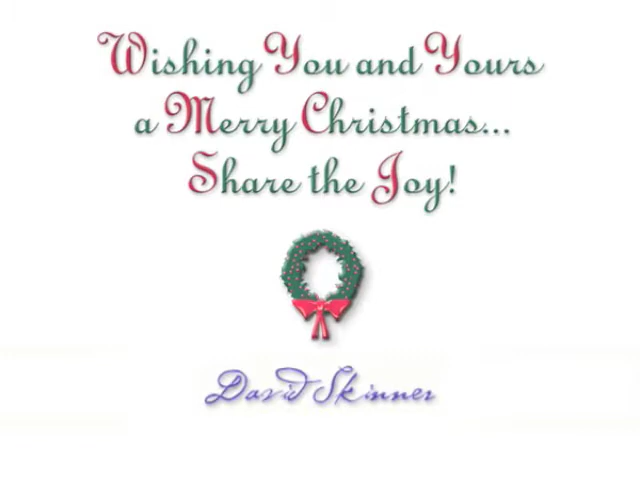 Wishing You and Yours
a Merry Christmas...
Share the Joy!
David Skinner